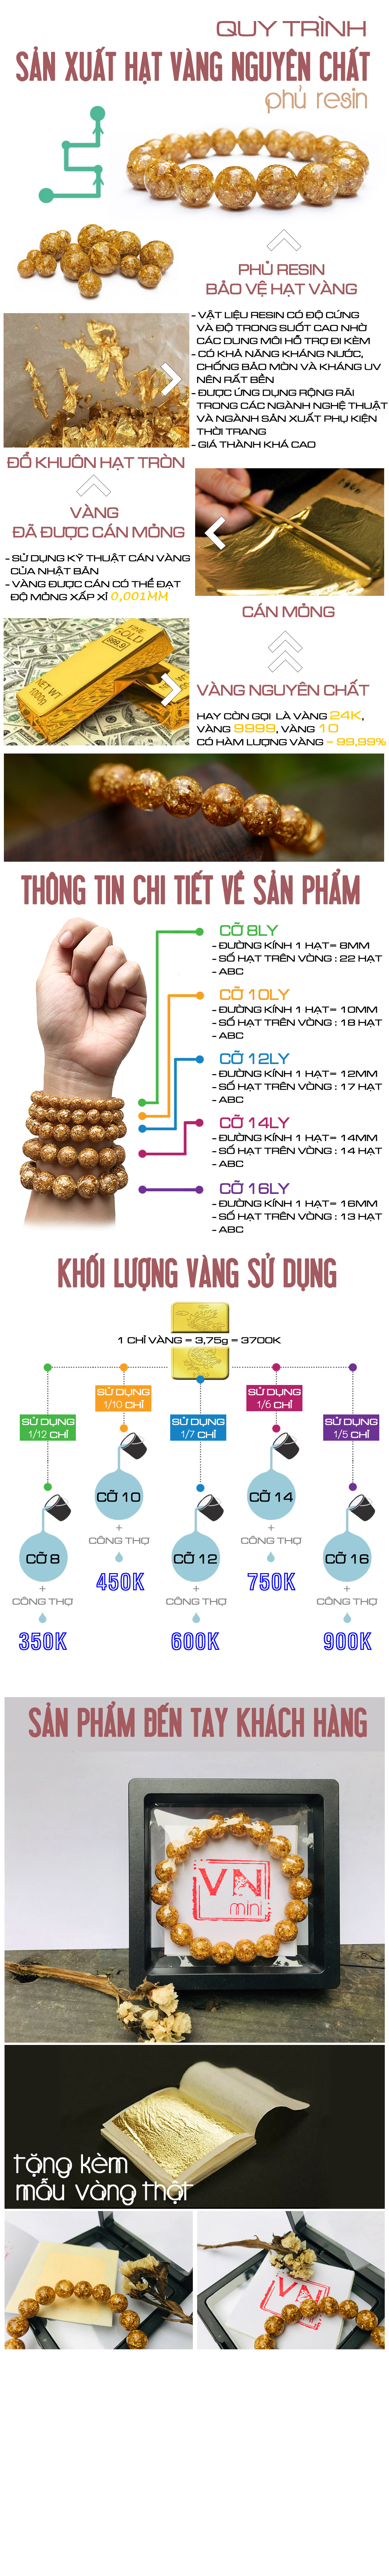 QUY TRÌNH
SẢN XUẤT HẠT VÀNG NGUYÊN CHẤT
phủ resin
PHỦ RESIN
BẢO VỆ HẠT VÀNG
- VẬT LIỆU RESIN CÓ ĐỘ CỨNG
VÀ ĐỘ TRONG SUỐT CAO NHỜ
CÁC DUNG MÔI HỖ TRỢ ĐI KÈM
- CÓ KHẢ NĂNG KHÁNG NƯỚC,
CHỐNG BÀO MÒN VÀ KHÁNG UV
NÊN RẤT BỀN
- ĐƯỢC ỨNG DỤNG RỘNG RÃI
TRONG CÁC NGÀNH NGHỆ THUẬT
VÀ NGÀNH SẢN XUẤT PHỤ KIỆN
THỜI TRANG
- GIÁ THÀNH KHÁ CAO
ĐỔ KHUÔN HẠT TRÒN
VÀNG
ĐÃ ĐƯỢC CÁN MỎNG
- SỬ DỤNG KỸ THUẬT CÁN VÀNG
CỦA NHẬT BẢN
- VÀNG ĐƯỢC CÁN CÓ THỂ ĐẠT
ĐỘ MỎNG XẤP XỈ 0,001MM
CÁN MỎNG
FINE
GOLD
999.9
NET WT
1000g
VÀNG NGUYÊN CHẤT
HAY CÒN GỌI LÀ VÀNG 24K,
VÀNG 9999, VÀNG 10
CÓ HÀM LƯỢNG VÀNG = 99,99%
THÔNG TIN CHI TIẾT VỀ SẢN PHẨM
CỠ 8LY
- ĐƯỜNG KÍNH 1 HẠT= 8MM
- SỐ HẠT TRÊN VÒNG : 22 HẠT
- ABC
CỠ 10LY
- ĐƯỜNG KÍNH 1 HẠT= 10MM
- SỐ HẠT TRÊN VÒNG : 18 HẠT
- ABC
CỠ 12LY
- ĐƯỜNG KÍNH 1 HẠT= 12MM
- SỐ HẠT TRÊN VÒNG : 17 HẠT
- ABC
CỠ 14LY
- ĐƯỜNG KÍNH 1 HẠT= 14MM
- SỐ HẠT TRÊN VÒNG : 14 HẠT
- ABC
CỠ 16LY
- ĐƯỜNG KÍNH 1 HẠT= 16MM
- SỐ HẠT TRÊN VÒNG : 13 HẠT
- ABC
KHỐI LƯỢNG VÀNG SỬ DỤNG
1 CHỈ VÀNG = 3,75g = 3700K
SỬ DỤNG
1/12 CHỈ
SỬ DỤNG
1/10 CHỈ
SỬ DỤNG
1/7 CHỈ
SỬ DỤNG
1/6 CHỈ
SỬ DỤNG
1/5 CHỈ
CỠ 8
+
CÔNG THỢ
350K
CỠ 10
+
CÔNG THỢ
450K
CỠ 12
+
CÔNG THỢ
600K
CỠ 14
+
CÔNG THỢ
750K
CỠ 16
+
CÔNG THỢ
900K
SẢN PHẨM ĐẾN TAY KHÁCH HÀNG
VN
mini
tặng kèm
mẫu vàng thật
VN